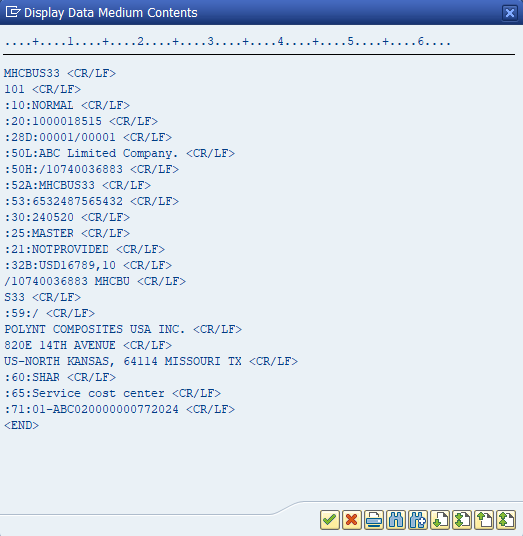 Display Data Medium Contents
....+....1....+....2....+....3....+....4....+....5....+....6....
MHCBUS33 <CR/LF>
101 <CR/LF>
:10:NORMAL <CR/LF>
:20:1000018515 <CR/LF>
:28D:00001/00001 <CR/LF>
:50L:ABC Limited Company. <CR/LF>
:50H:/10740036883 <CR/LF>
:52A:MHCBUS33 <CR/LF>
:53:6532487565432 <CR/LF>
:30:240520 <CR/LF>
:25:MASTER <CR/LF>
:21:NOTPROVIDED <CR/LF>
:32B:USD16789,10 <CR/LF>
/10740036883 MHCBU <CR/LF>
S33 <CR/LF>
:59:/ <CR/LF>
POLYNT COMPOSITES USA INC. <CR/LF>
820E 14TH AVENUE <CR/LF>
US-NORTH KANSAS, 64114 MISSOURI TX <CR/LF>
:60:SHAR <CR/LF>
:65:Service cost center <CR/LF>
:71:01-ABC020000000772024 <CR/LF>
<END>